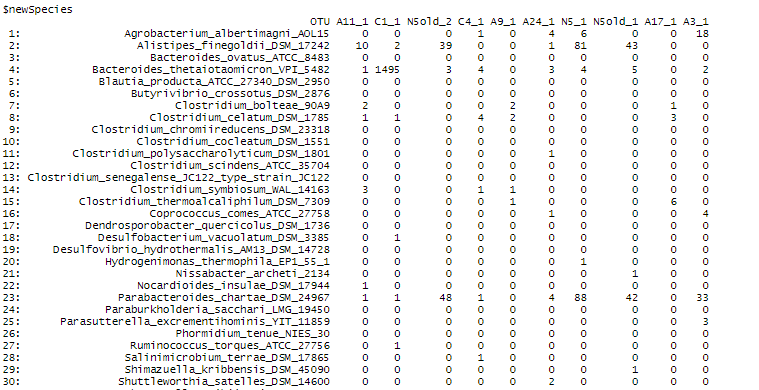 $newSpecies
OTU A11_1 C1_1 N5old_2 C4_1 A9_1 A24_1 N5_1 N5old_1 A17_1 A3_1
1: Agrobacterium_albertimagni_AOL15 0 0 0 1 0 4 6 0 0 18
2: Alistipes_finegoldii_DSM_17242 10 2 39 0 0 1 81 43 0 0
3: Bacteroides_ovatus_ATCC_8483 0 0 0 0 0 0 0 0 0 0
4: Bacteroides_thetaiotaomicron_VPI_5482 1 1495 3 4 0 3 4 5 0 2
5: Blautia_producta_ATCC_27340_DSM_2950 0 0 0 0 0 0 0 0 0 0
6: Butyrivibrio_crossotus_DSM_2876 0 0 0 0 0 0 0 0 0 0
7: Clostridium_bolteae_90A9 2 0 0 0 2 0 0 0 1 0
8: Clostridium_celatum_DSM_1785 1 1 0 4 2 0 0 0 3 0
9: Clostridium_chromiireducens_DSM_23318 0 0 0 0 0 0 0 0 0 0
10: Clostridium_cocleatum_DSM_1551 0 0 0 0 0 0 0 0 0 0
11: Clostridium_polysaccharolyticum_DSM_1801 0 0 0 0 0 1 0 0 0 0
12: Clostridium_scindens_ATCC_35704 0 0 0 0 0 0 0 0 0 0
13: Clostridium_senegalense_JC122_type_strain_JC122 0 0 0 0 0 0 0 0 0 0
14: Clostridium_symbiosum_WAL_14163 3 0 0 1 1 0 0 0 0 0
15: Clostridium_thermoalcaliphilum_DSM_7309 0 0 0 0 1 0 0 0 6 0
16: Coprococcus_comes_ATCC_27758 0 0 0 0 0 1 0 0 0 4
17: Dendrosporobacter_quercicolus_DSM_1736 0 0 0 0 0 0 0 0 0 0
18: Desulfobacterium_vacuolatum_DSM_3385 0 1 0 0 0 0 0 0 0 0
19: Desulfovibrio_hydrothermalis_AM13_DSM_14728 0 0 0 0 0 0 0 0 0 0
20: Hydrogenimonas_thermophila_EP1_55_1 0 0 0 0 0 0 1 0 0 0
21: Nissabacter_archeti_2134 0 0 0 0 0 0 0 1 0 0
22: Nocardioides_insulae_DSM_17944 1 0 0 0 0 0 0 0 0 0
23: Parabacteroides_chartae_DSM_24967 1 1 48 1 0 4 88 42 0 33
24: Paraburkholderia_sacchari_LMG_19450 0 0 0 0 0 0 0 0 0 0
25: Parasutterella_excrementihominis_YIT_11859 0 0 0 0 0 0 0 0 0 3
26: Phormidium_tenue_NIES_30 0 0 0 0 0 0 0 0 0 0
27: Ruminococcus_torques_ATCC_27756 0 1 0 0 0 0 0 0 0 0
28: Salinimicrobium_terrae_DSM_17865 0 0 0 1 0 0 0 0 0 0
29: Shimazuella_kribbensis_DSM_45090 0 0 0 0 0 0 0 1 0 0
30: Shuttleworthia_satelles_DSM_14600 0 0 0 0 0 2 0 0 0 0